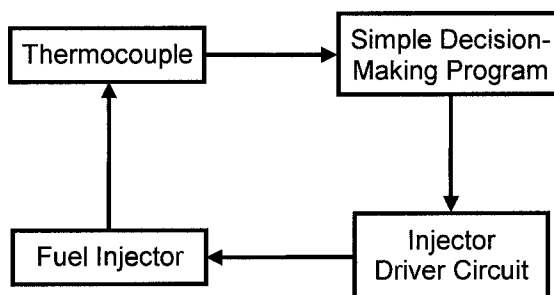 Thermocouple
Simple Decision-
Making Program
Injector
Driver Circuit
Fuel Injector